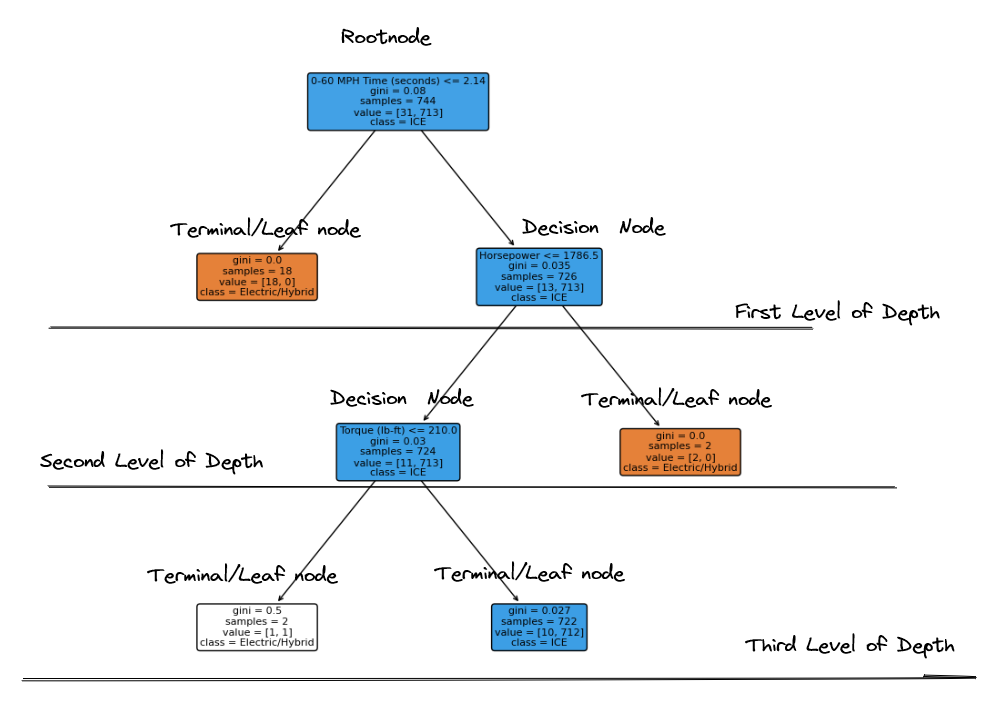 Rootnode
0-60 MPH Time (seconds) <= 2.14
gini = 0.08
samples = 744
value = [31, 713]
class = ICE
Terminal/Leaf node
gini = 0.0
samples = 18
value = [18, 0]
class = Electric/Hybrid
Decision Node
Horsepower <= 1786.5
gini = 0.035
samples = 726
value = [13, 713]
class = ICE
First Level of Depth
Decision Node
Torque (lb-ft) <= 210.0
gini = 0.03
samples = 724
value = [11, 713]
class = ICE
Terminal/Leaf node
gini = 0.0
samples = 2
value = [2, 0]
class = Electric/Hybrid
Second Level of Depth
Terminal/Leaf node
gini = 0.5
samples = 2
value = [1, 1]
class = Electric/Hybrid
Terminal/Leaf node
gini = 0.027
samples = 722
value = [10, 712]
class = ICE
Third Level of Depth